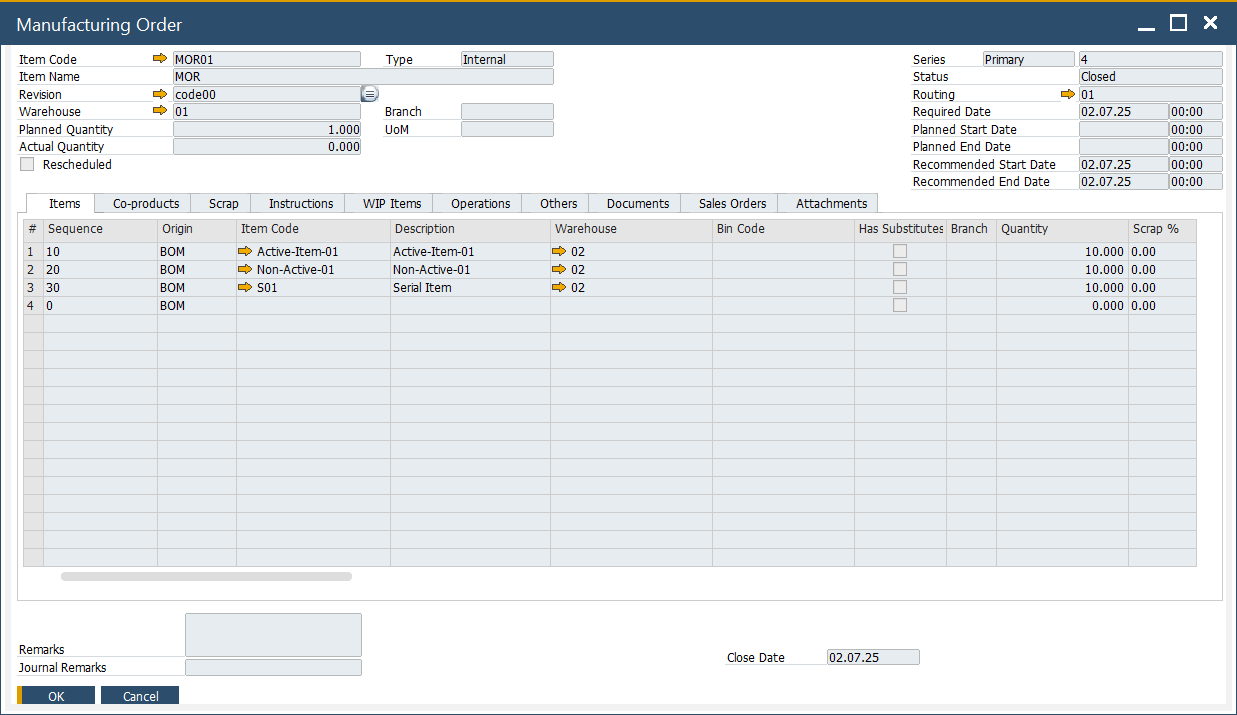 Manufacturing Order
Item Code MOR01 Type Internal Series Primary 4
Item Name MOR Status Closed
Revision code00 Routing 01
Warehouse 01 Branch Required Date 02.07.25 00:00
Planned Quantity 1.000 UoM Planned Start Date 00:00
Actual Quantity 0.000 Planned End Date 00:00
Rescheduled Recommended Start Date 02.07.25 00:00
Recommended End Date 02.07.25 00:00
Items Co-products Scrap Instructions WIP Items Operations Others Documents Sales Orders Attachments
# Sequence Origin Item Code Description Warehouse Bin Code Has Substitutes Branch Quantity Scrap %
1 10 BOM Active-Item-01 Active-Item-01 02 10.000 0.00
2 20 BOM Non-Active-01 Non-Active-01 02 10.000 0.00
3 30 BOM S01 Serial Item 02 10.000 0.00
4 0 BOM 0.000 0.00
Remarks
Close Date 02.07.25
Journal Remarks
OK Cancel